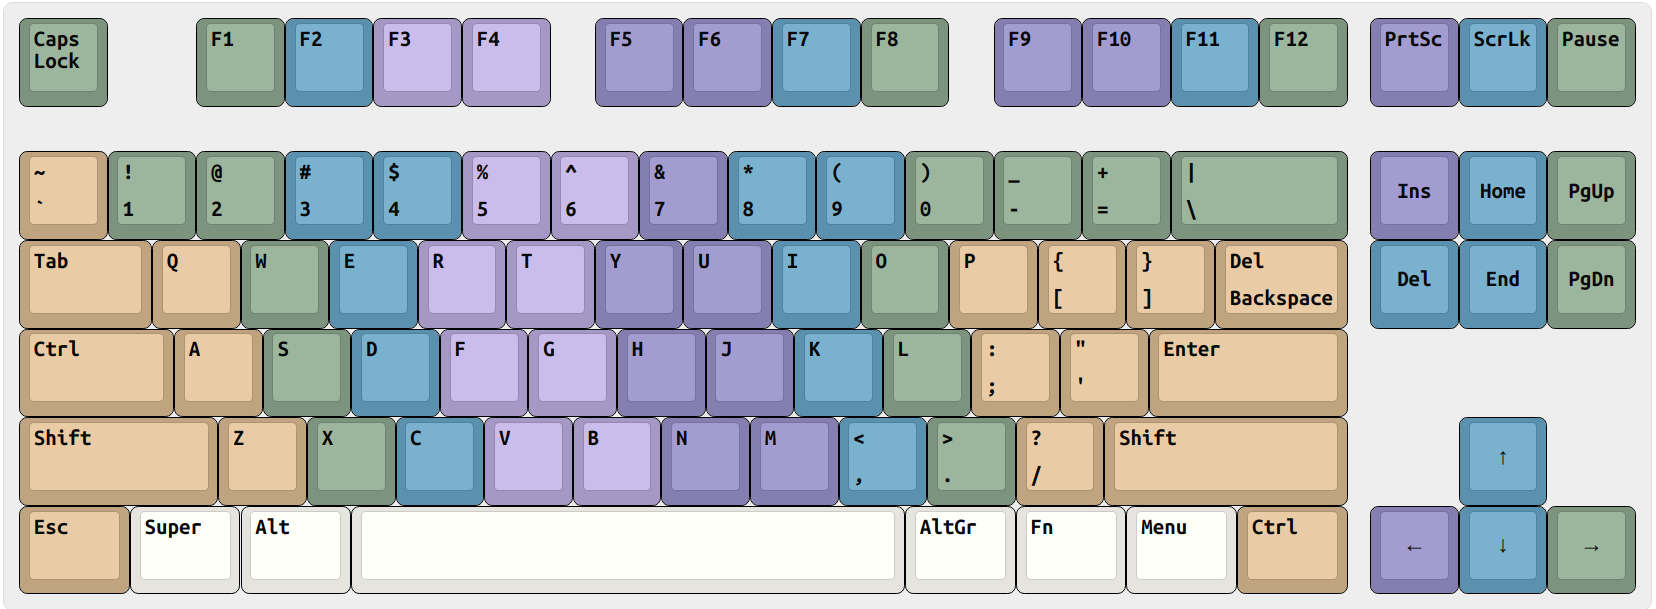 Caps Lock F1 F2 F3 F4 F5 F6 F7 F8 F9 F10 F11 F12 PrtSc ScrLk Pause
~ ! @ # $ % ^ & * ( ) _ + |
` 1 2 3 4 5 6 7 8 9 0 - = \
Ins Home PgUp
Tab Q W E R T Y U I O P { } Del
[ ] Backspace
Del End PgDn
Ctrl A S D F G H J K L : " Enter
; '
Shift Z X C V B N M < > ? Shift
, . /
↑
Esc Super Alt AltGr Fn Menu Ctrl
← ↓ →